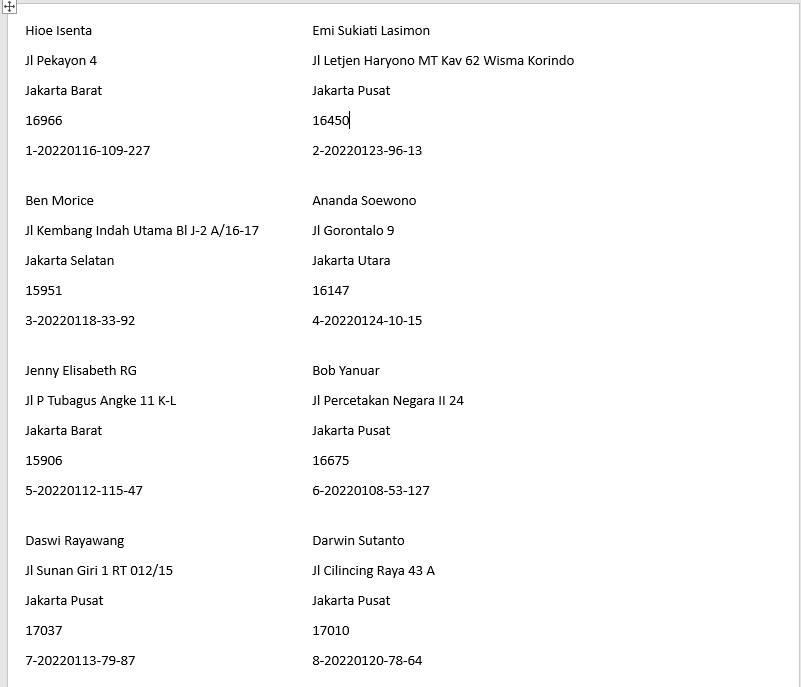 Hioe Isenta
Jl Pekayon 4
Jakarta Barat
16966
1-20220116-109-227
Emi Sukiati Lasimon
Jl Letjen Haryono MT Kav 62 Wisma Korindo
Jakarta Pusat
16450
2-20220123-96-13
Ben Morice
Jl Kembang Indah Utama Bl J-2 A/16-17
Jakarta Selatan
15951
3-20220118-33-92
Ananda Soewono
Jl Gorontalo 9
Jakarta Utara
16147
4-20220124-10-15
Jenny Elisabeth RG
Jl P Tubagus Angke 11 K-L
Jakarta Barat
15906
5-20220112-115-47
Bob Yanuar
Jl Percetakan Negara II 24
Jakarta Pusat
16675
6-20220108-53-127
Daswi Rayawang
Jl Sunan Giri 1 RT 012/15
Jakarta Pusat
17037
7-20220113-79-87
Darwin Sutanto
Jl Cilincing Raya 43 A
Jakarta Pusat
17010
8-20220120-78-64